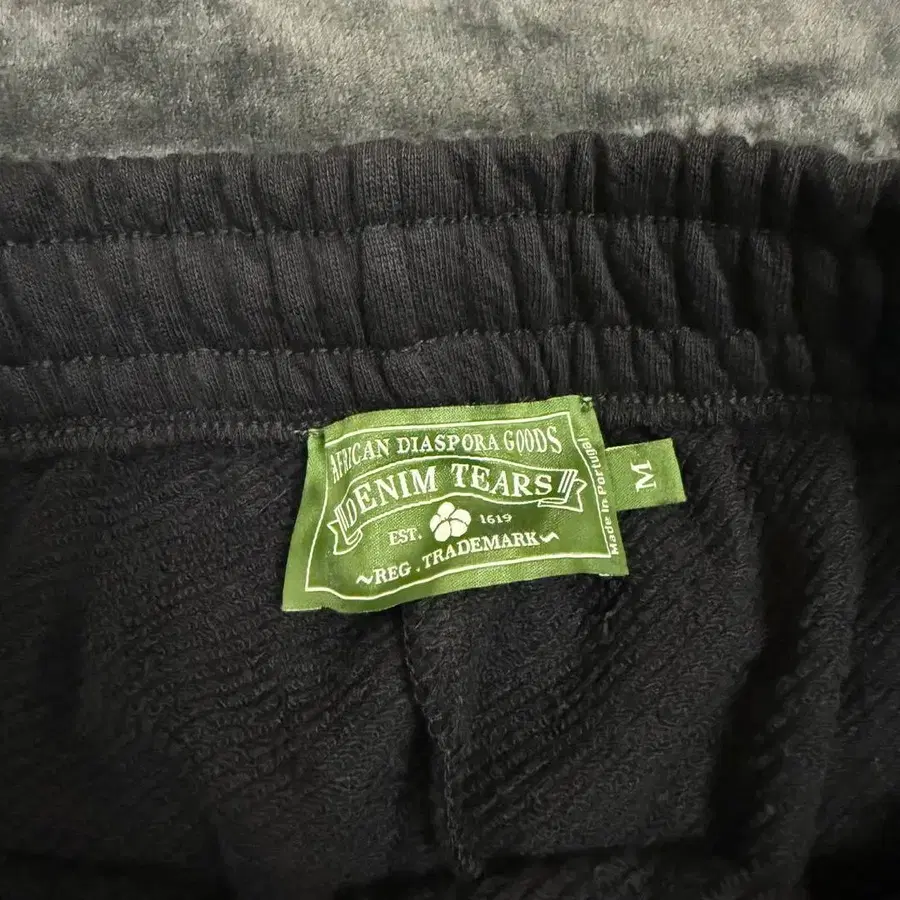 AFRICAN DIASPORA GOODS
DENIM TEARS
EST. 1619
~REG. TRADEMARK~
Made in Portugal
M